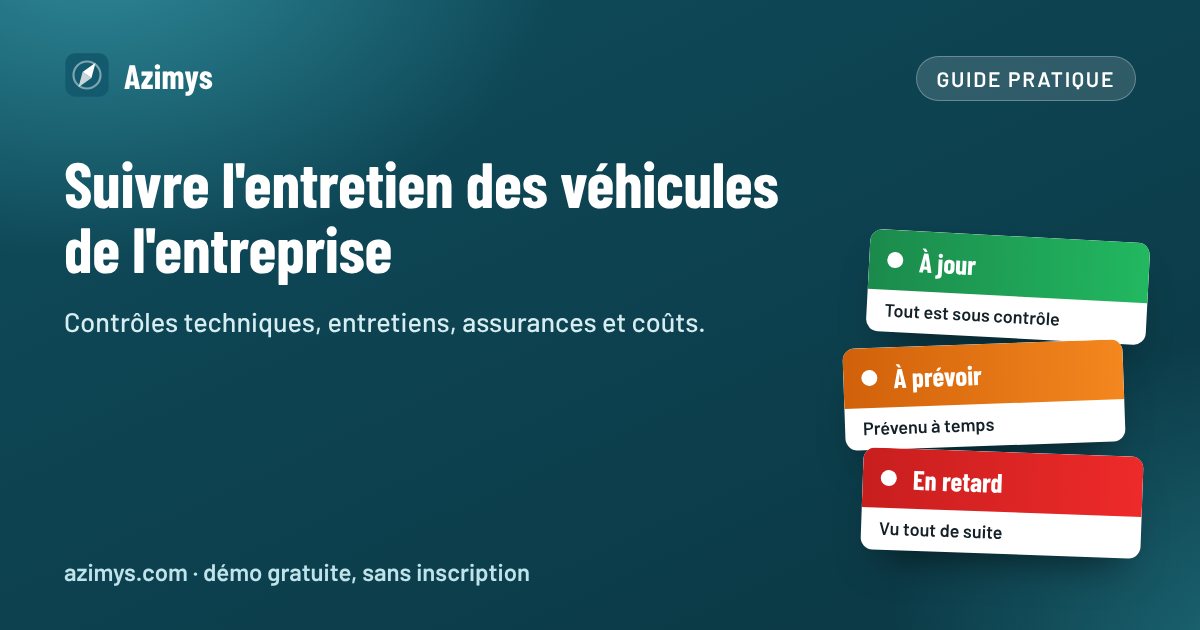 Azimys
GUIDE PRATIQUE
Suivre l'entretien des véhicules
de l'entreprise
Contrôles techniques, entretiens, assurances et coûts.
À jour
Tout est sous contrôle
À prévoir
Prévenu à temps
En retard
Vu tout de suite
azimys.com · démo gratuite, sans inscription